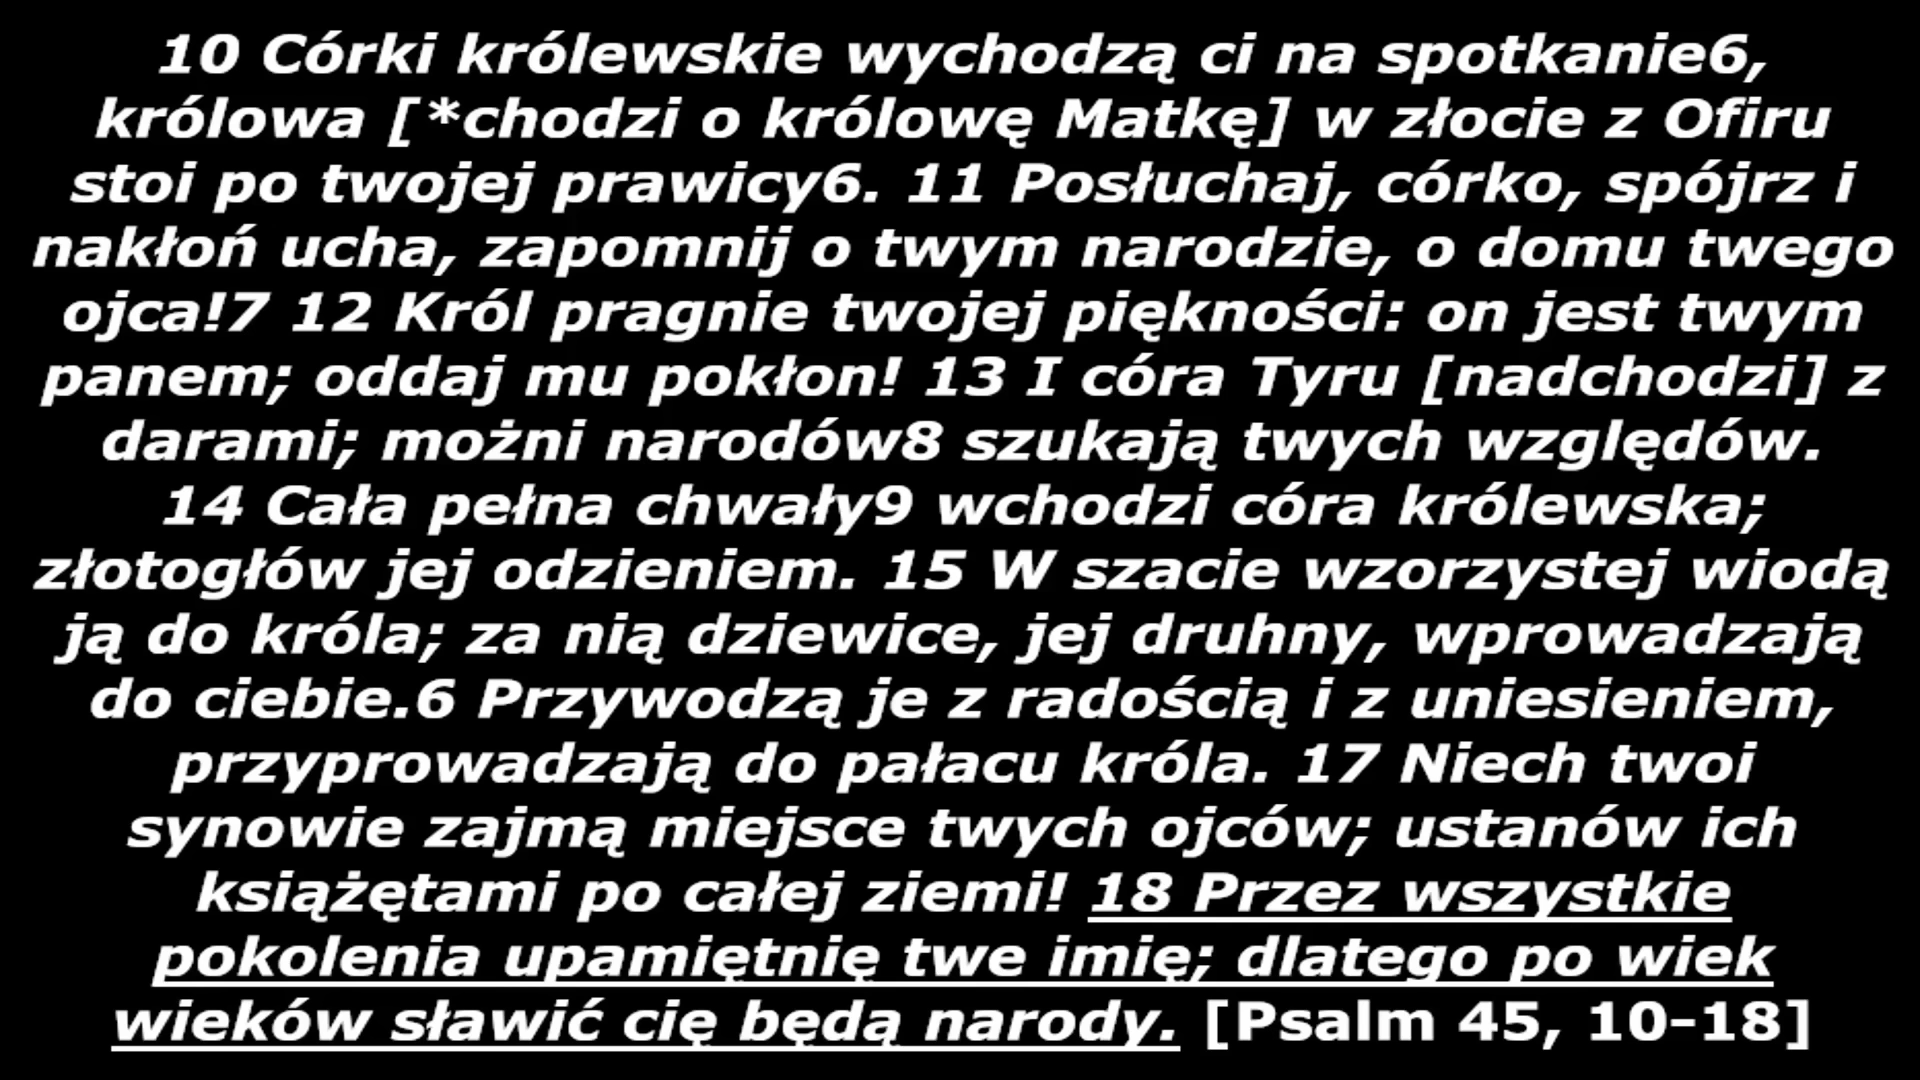 10 Córki królewskie wychodzą ci na spotkanie6,
królowa [*chodzi o królowę Matkę] w złocie z Ofiru
stoi po twojej prawicy6. 11 Posłuchaj, córko, spójrz i
nakłoń ucha, zapomnij o twym narodzie, o domu twego
ojca!7 12 Król pragnie twojej piękności: on jest twym
panem; oddaj mu pokłon! 13 I córa Tyru [nadchodzi] z
darami; możni narodów8 szukają twych względów.
14 Cała pełna chwały9 wchodzi córa królewska;
złotogłów jej odzieniem. 15 W szacie wzorzystej wiodą
ją do króla; za nią dziewice, jej druhny, wprowadzają
do ciebie.6 Przywodzą je z radością i z uniesieniem,
przyprowadzają do pałacu króla. 17 Niech twoi
synowie zajmą miejsce twych ojców; ustanów ich
książętami po całej ziemi! 18 Przez wszystkie
pokolenia upamiętnię twe imię; dlatego po wiek
wieków sławić cię będą narody. [Psalm 45, 10-18]